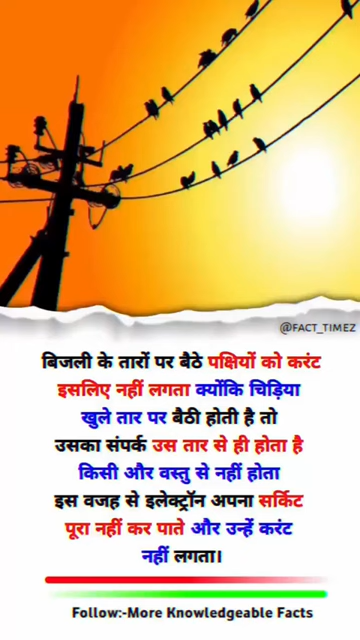 @FACT_TIMEZ
बिजली के तारों पर बैठे पक्षियों को करंट
इसलिए नहीं लगता क्योंकि चिड़िया
खुले तार पर बैठी होती है तो
उसका संपर्क उस तार से ही होता है
किसी और वस्तु से नहीं होता
इस वजह से इलेक्ट्रॉन अपना सर्किट
पूरा नहीं कर पाते और उन्हें करंट
नहीं लगता।
Follow:-More Knowledgeable Facts